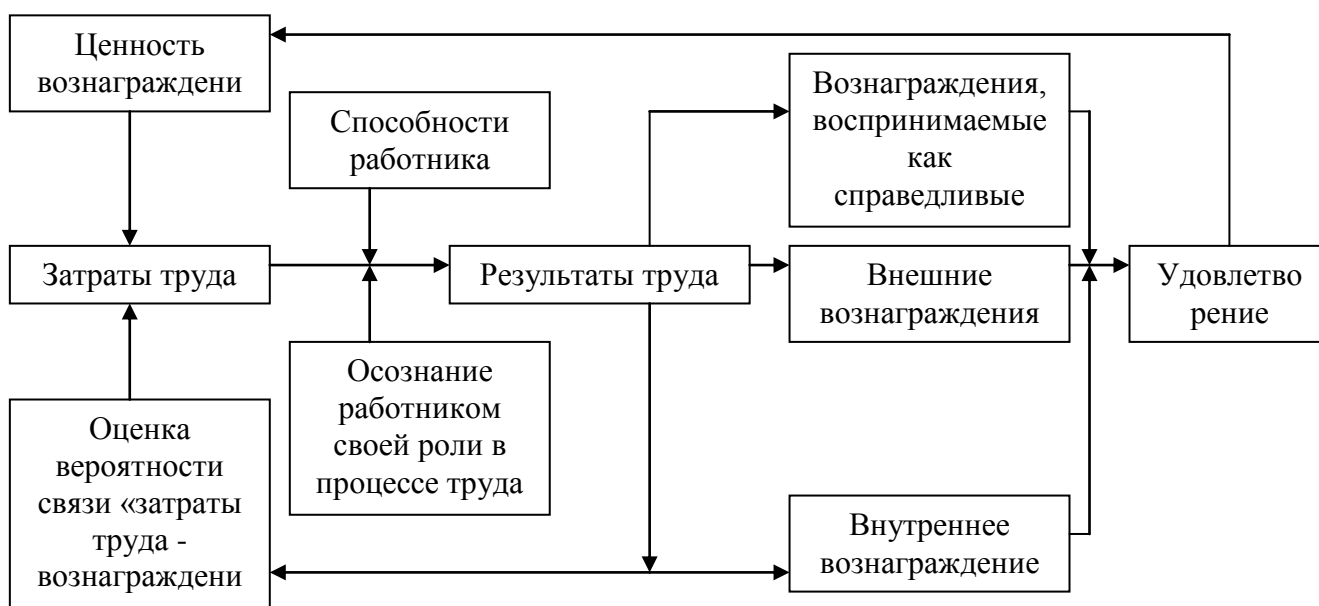 Ценность
вознаграждени
Способности
работника
Вознаграждения,
воспринимаемые
как
справедливые
Затраты труда
Результаты труда
Внешние
вознаграждения
Удовлетво
рение
Оценка
вероятности
связи «затраты
труда -
вознаграждени
Осознание
работником
своей роли в
процессе труда
Внутреннее
вознаграждение